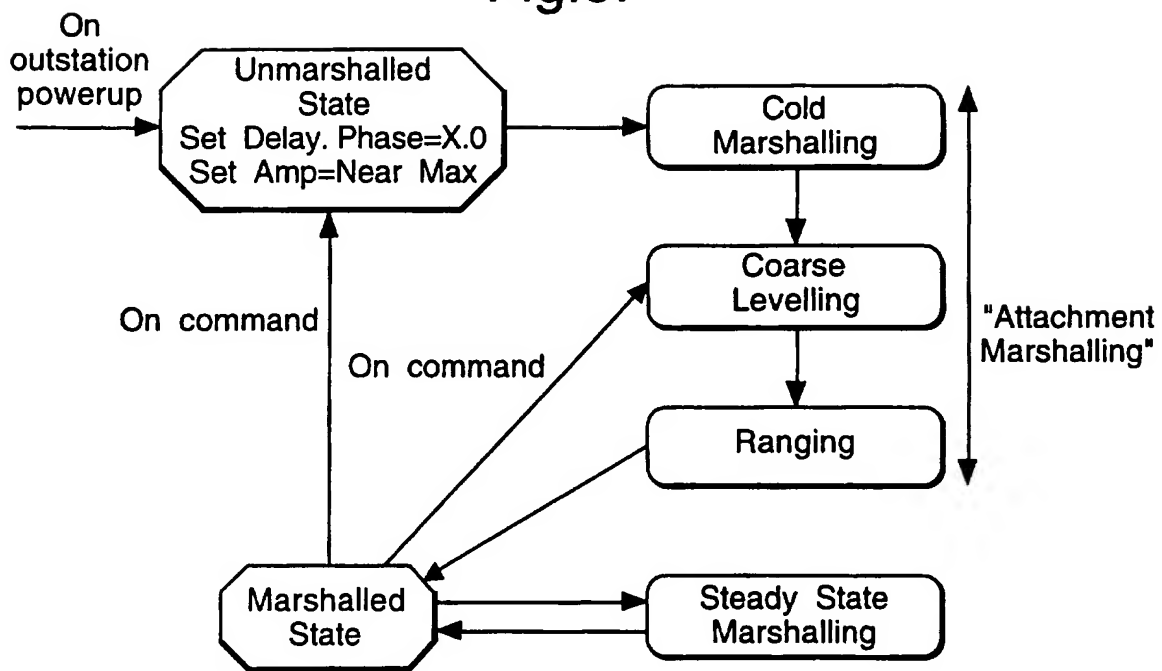 On
outstation
powerup
Unmarshalled
State
Set Delay. Phase=X.0
Set Amp=Near Max
Cold
Marshalling
Coarse
Levelling
"Attachment
Marshalling"
On command
On command
Ranging
Marshalled
State
Steady State
Marshalling